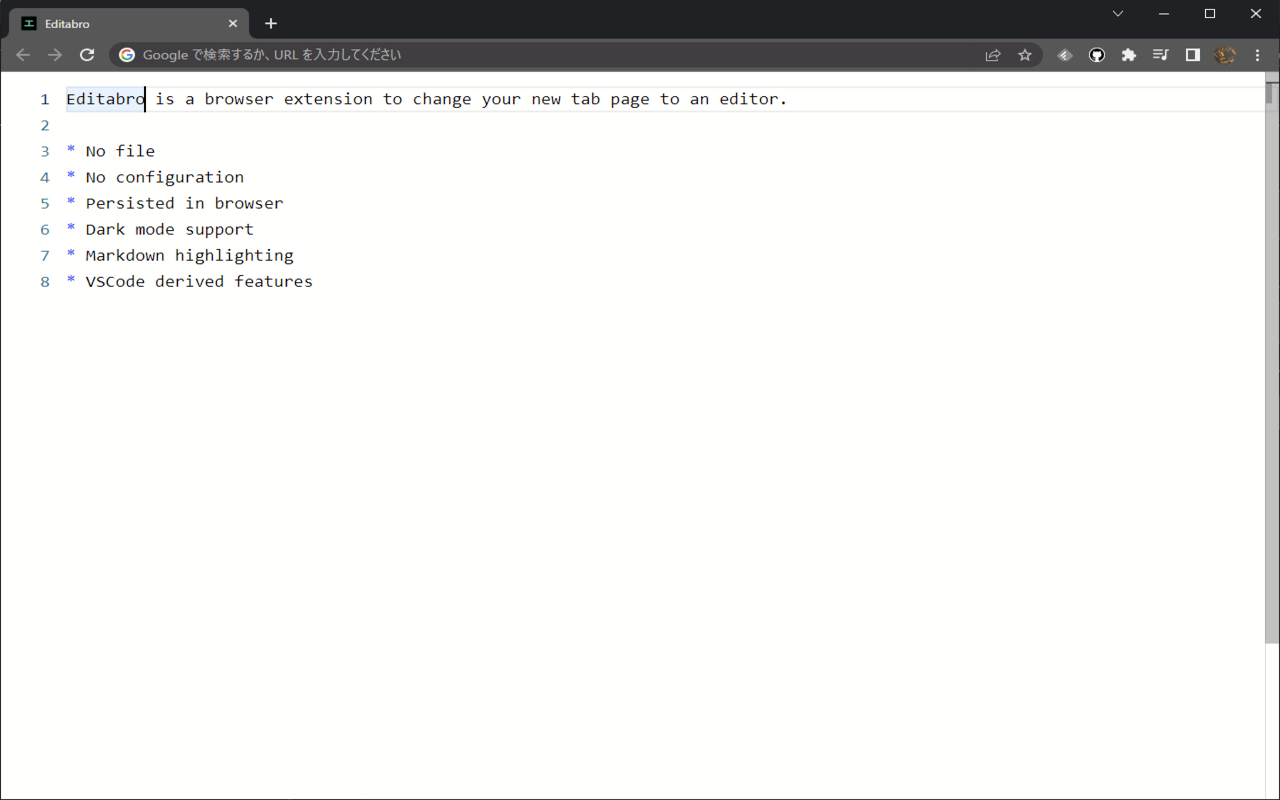 Editabro
Google で検索するか、URL を入力してください
1 Editabro is a browser extension to change your new tab page to an editor.
2
3 * No file
4 * No configuration
5 * Persisted in browser
6 * Dark mode support
7 * Markdown highlighting
8 * VSCode derived features